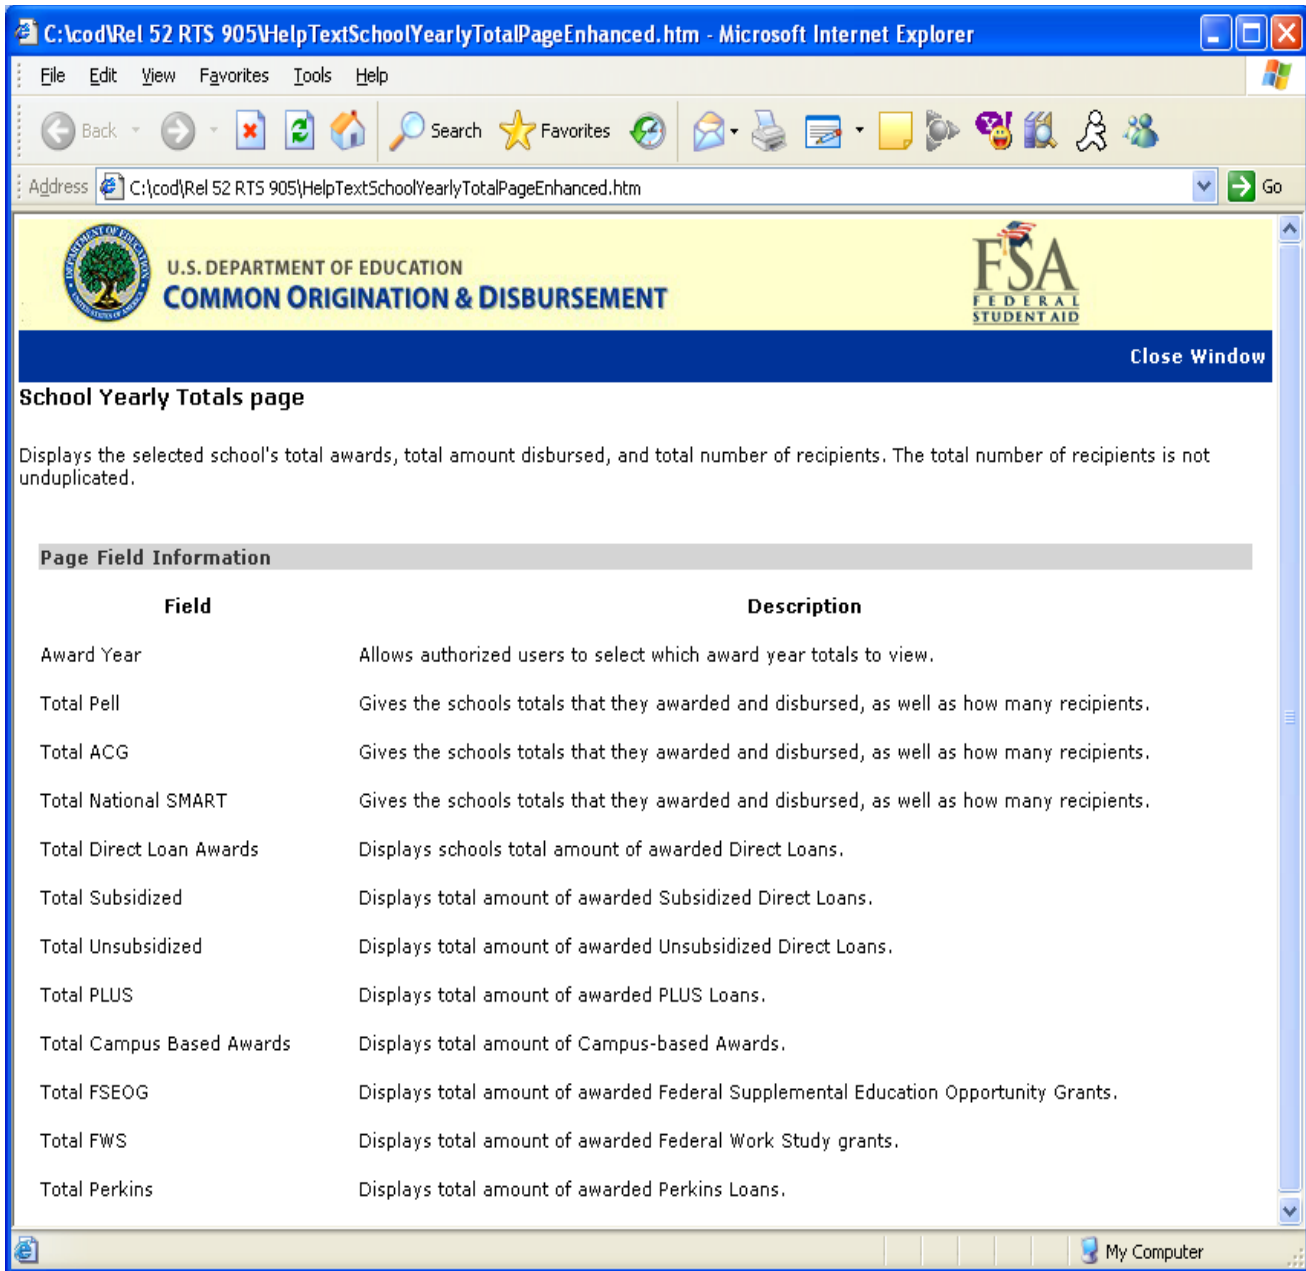 C:\cod\Rel 52 RTS 905\HelpTextSchoolYearlyTotalPageEnhanced.htm - Microsoft Internet Explorer
File Edit View Favorites Tools Help
Back Search Favorites
Address C:\cod\Rel 52 RTS 905\HelpTextSchoolYearlyTotalPageEnhanced.htm Go
U.S. DEPARTMENT OF EDUCATION
COMMON ORIGINATION & DISBURSEMENT
FSA
FEDERAL
STUDENT AID
Close Window
School Yearly Totals page
Displays the selected school's total awards, total amount disbursed, and total number of recipients. The total number of recipients is not
unduplicated.
Page Field Information
Field Description
Award Year Allows authorized users to select which award year totals to view.
Total Pell Gives the schools totals that they awarded and disbursed, as well as how many recipients.
Total ACG Gives the schools totals that they awarded and disbursed, as well as how many recipients.
Total National SMART Gives the schools totals that they awarded and disbursed, as well as how many recipients.
Total Direct Loan Awards Displays schools total amount of awarded Direct Loans.
Total Subsidized Displays total amount of awarded Subsidized Direct Loans.
Total Unsubsidized Displays total amount of awarded Unsubsidized Direct Loans.
Total PLUS Displays total amount of awarded PLUS Loans.
Total Campus Based Awards Displays total amount of Campus-based Awards.
Total FSEOG Displays total amount of awarded Federal Supplemental Education Opportunity Grants.
Total FWS Displays total amount of awarded Federal Work Study grants.
Total Perkins Displays total amount of awarded Perkins Loans.
My Computer